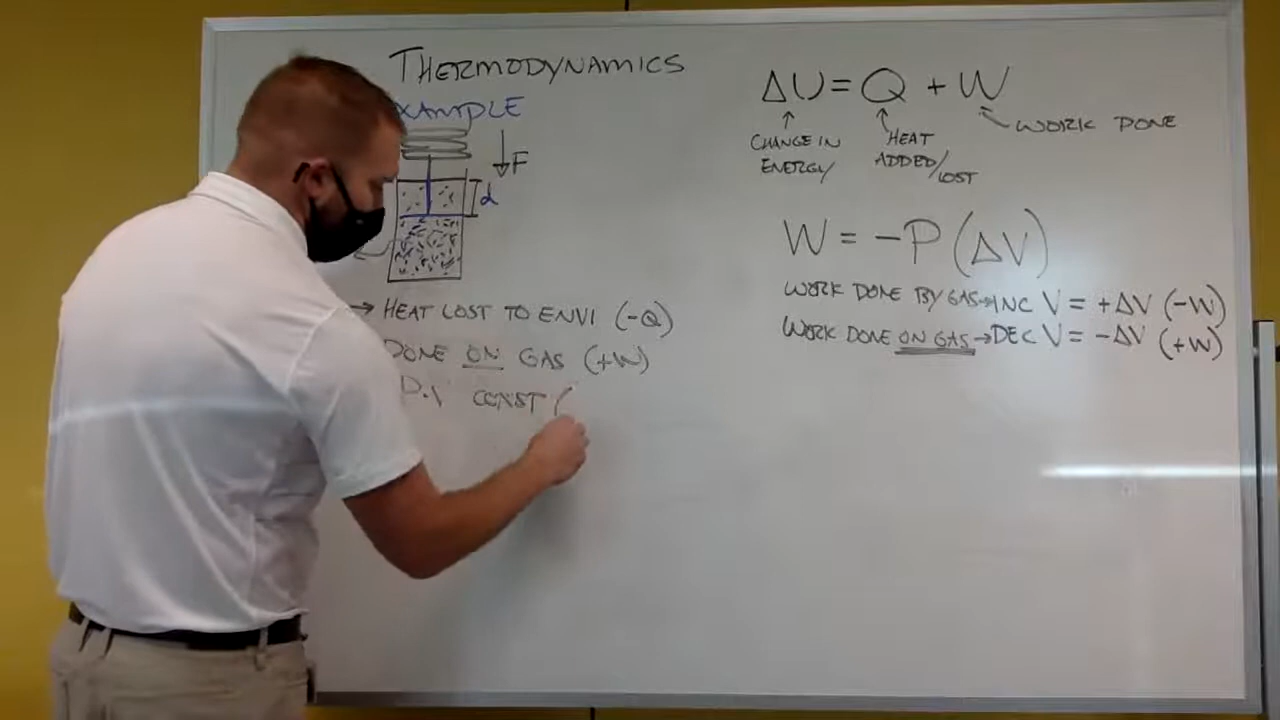 THERMODYNAMICS
XAMPLE
F
d
→ HEAT LOST TO ENVI (-Q)
DONE ON GAS (+W)
CONST (
ΔU = Q + W
CHANGE IN
ENERGY
HEAT
ADDED/
LOST
WORK DONE
W = -P(ΔV)
WORK DONE BY GAS→INC V = +ΔV (-W)
WORK DONE ON GAS→DEC V = -ΔV (+W)